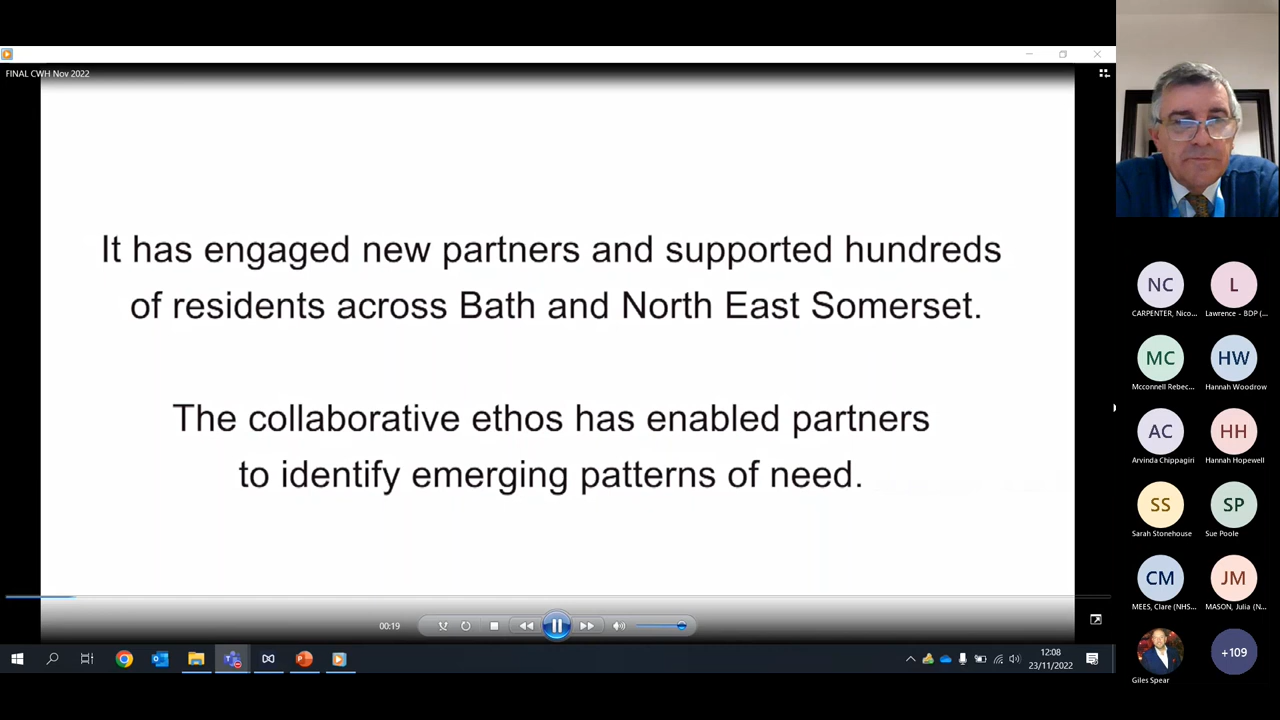 FINAL CWH Nov 2022
It has engaged new partners and supported hundreds
of residents across Bath and North East Somerset.
The collaborative ethos has enabled partners
to identify emerging patterns of need.
00:19
12:08
23/11/2022
NC
L
CARPENTER, Nico...
Lawrence - BDP (...
MC
HW
Mcconnell Rebec...
Hannah Woodrow
AC
HH
Arvinda Chippagiri
Hannah Hopewell
SS
SP
Sarah Stonehouse
Sue Poole
CM
JM
MEES, Clare (NHS...
MASON, Julia (N...
+109
Giles Spear